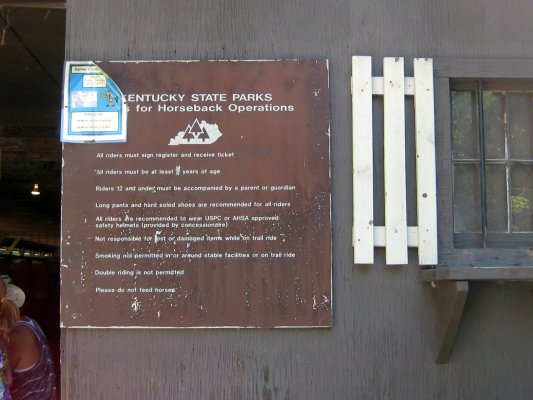 KENTUCKY STATE PARKS
for Horseback Operations
All riders must sign register and receive ticket
All riders must be at least years of age
Riders 12 and under must be accompanied by a parent or guardian
Long pants and hard soled shoes are recommended for all riders
All riders are recommended to wear USPC or AHSA approved
safety helmets (provided by concessionaire)
Not responsible for lost or damaged items while on trail ride
Smoking not permitted in or around stable facilities or on trail ride
Double riding is not permitted
Please do not feed horses